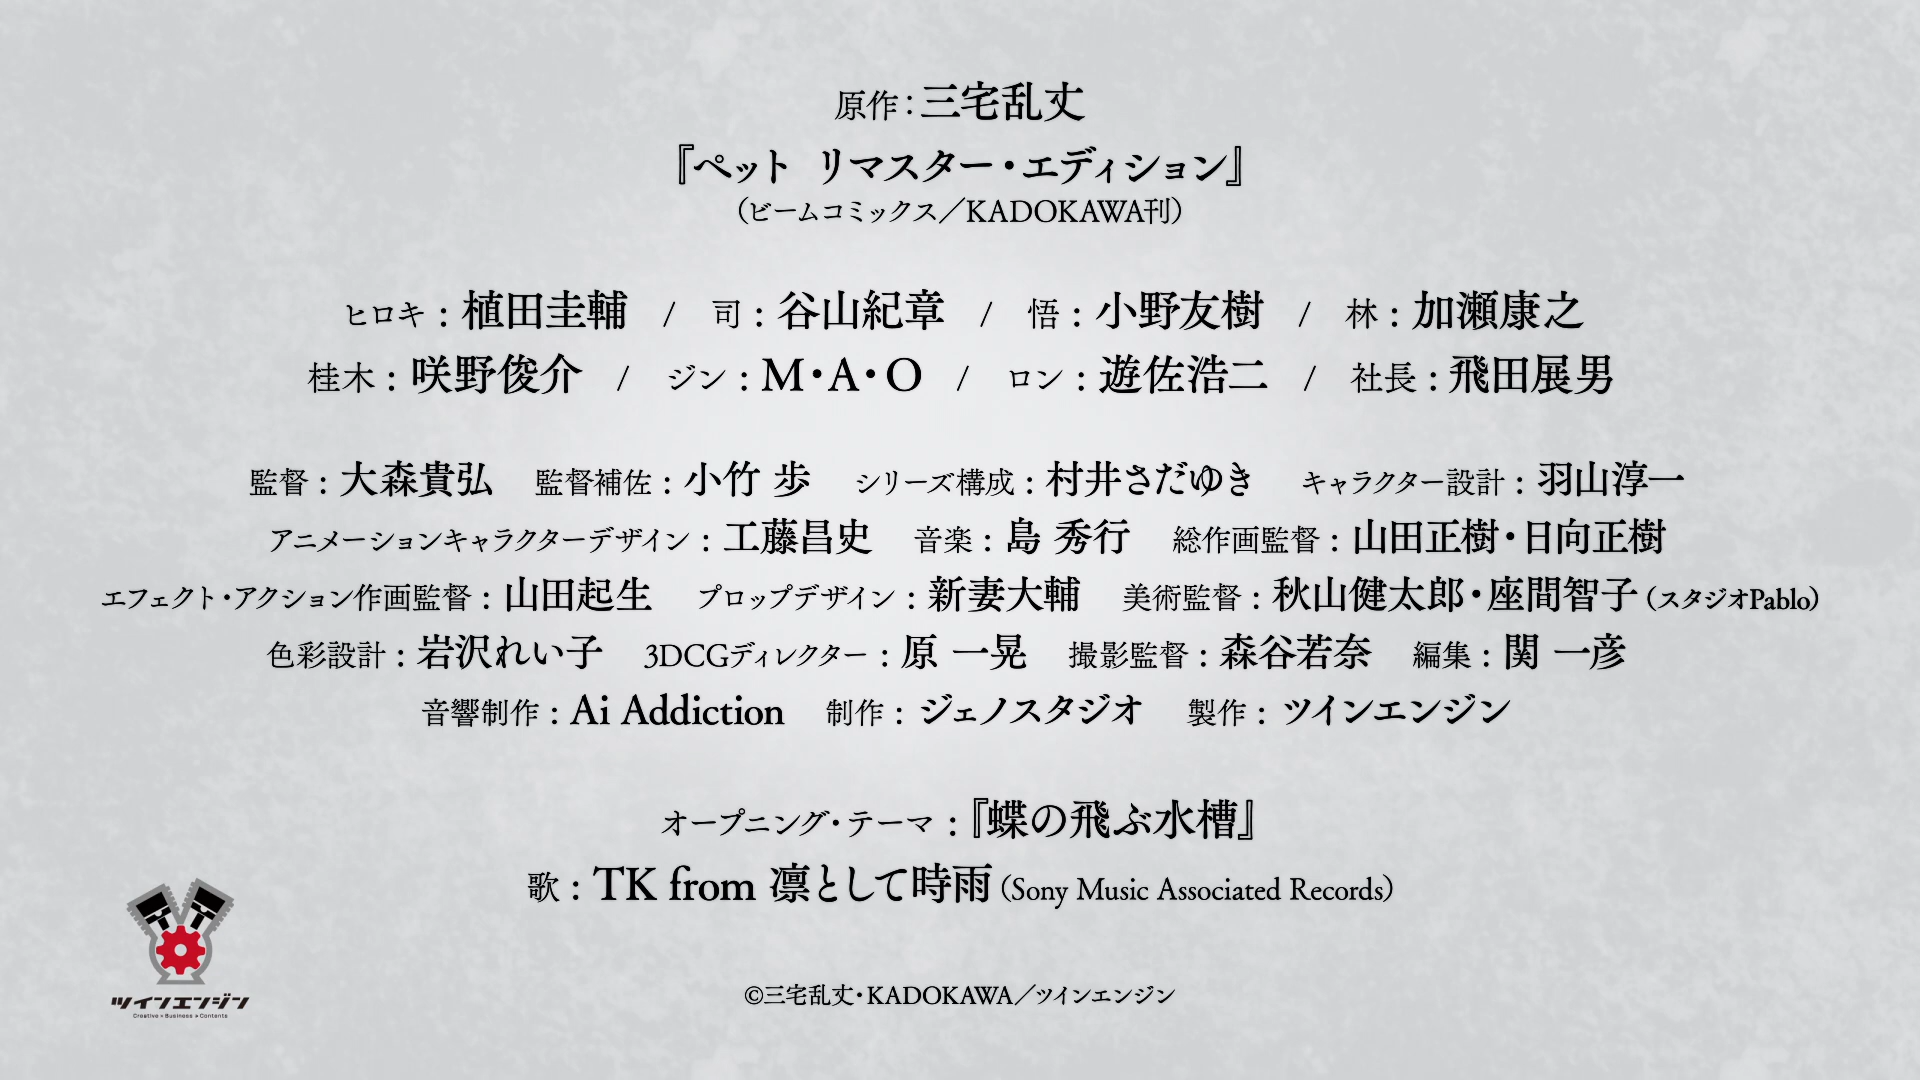 原作：三宅乱丈
『ペット リマスター・エディション』
（ビームコミックス／KADOKAWA刊）
ヒロキ：植田圭輔 / 司：谷山紀章 / 悟：小野友樹 / 林：加瀬康之
桂木：咲野俊介 / ジン：M・A・O / ロン：遊佐浩二 / 社長：飛田展男
監督：大森貴弘 監督補佐：小竹 歩 シリーズ構成：村井さだゆき キャラクター設計：羽山淳一
アニメーションキャラクターデザイン：工藤昌史 音楽：島 秀行 総作画監督：山田正樹・日向正樹
エフェクト・アクション作画監督：山田起生 プロップデザイン：新妻大輔 美術監督：秋山健太郎・座間智子（スタジオPablo）
色彩設計：岩沢れい子 3DCGディレクター：原 一晃 撮影監督：森谷若奈 編集：関 一彦
音響制作：Ai Addiction 制作：ジェノスタジオ 製作：ツインエンジン
オープニング・テーマ：『蝶の飛ぶ水槽』
歌：TK from 凛として時雨（Sony Music Associated Records）
ツインエンジン
Creative × Business × Contents
©三宅乱丈・KADOKAWA／ツインエンジン